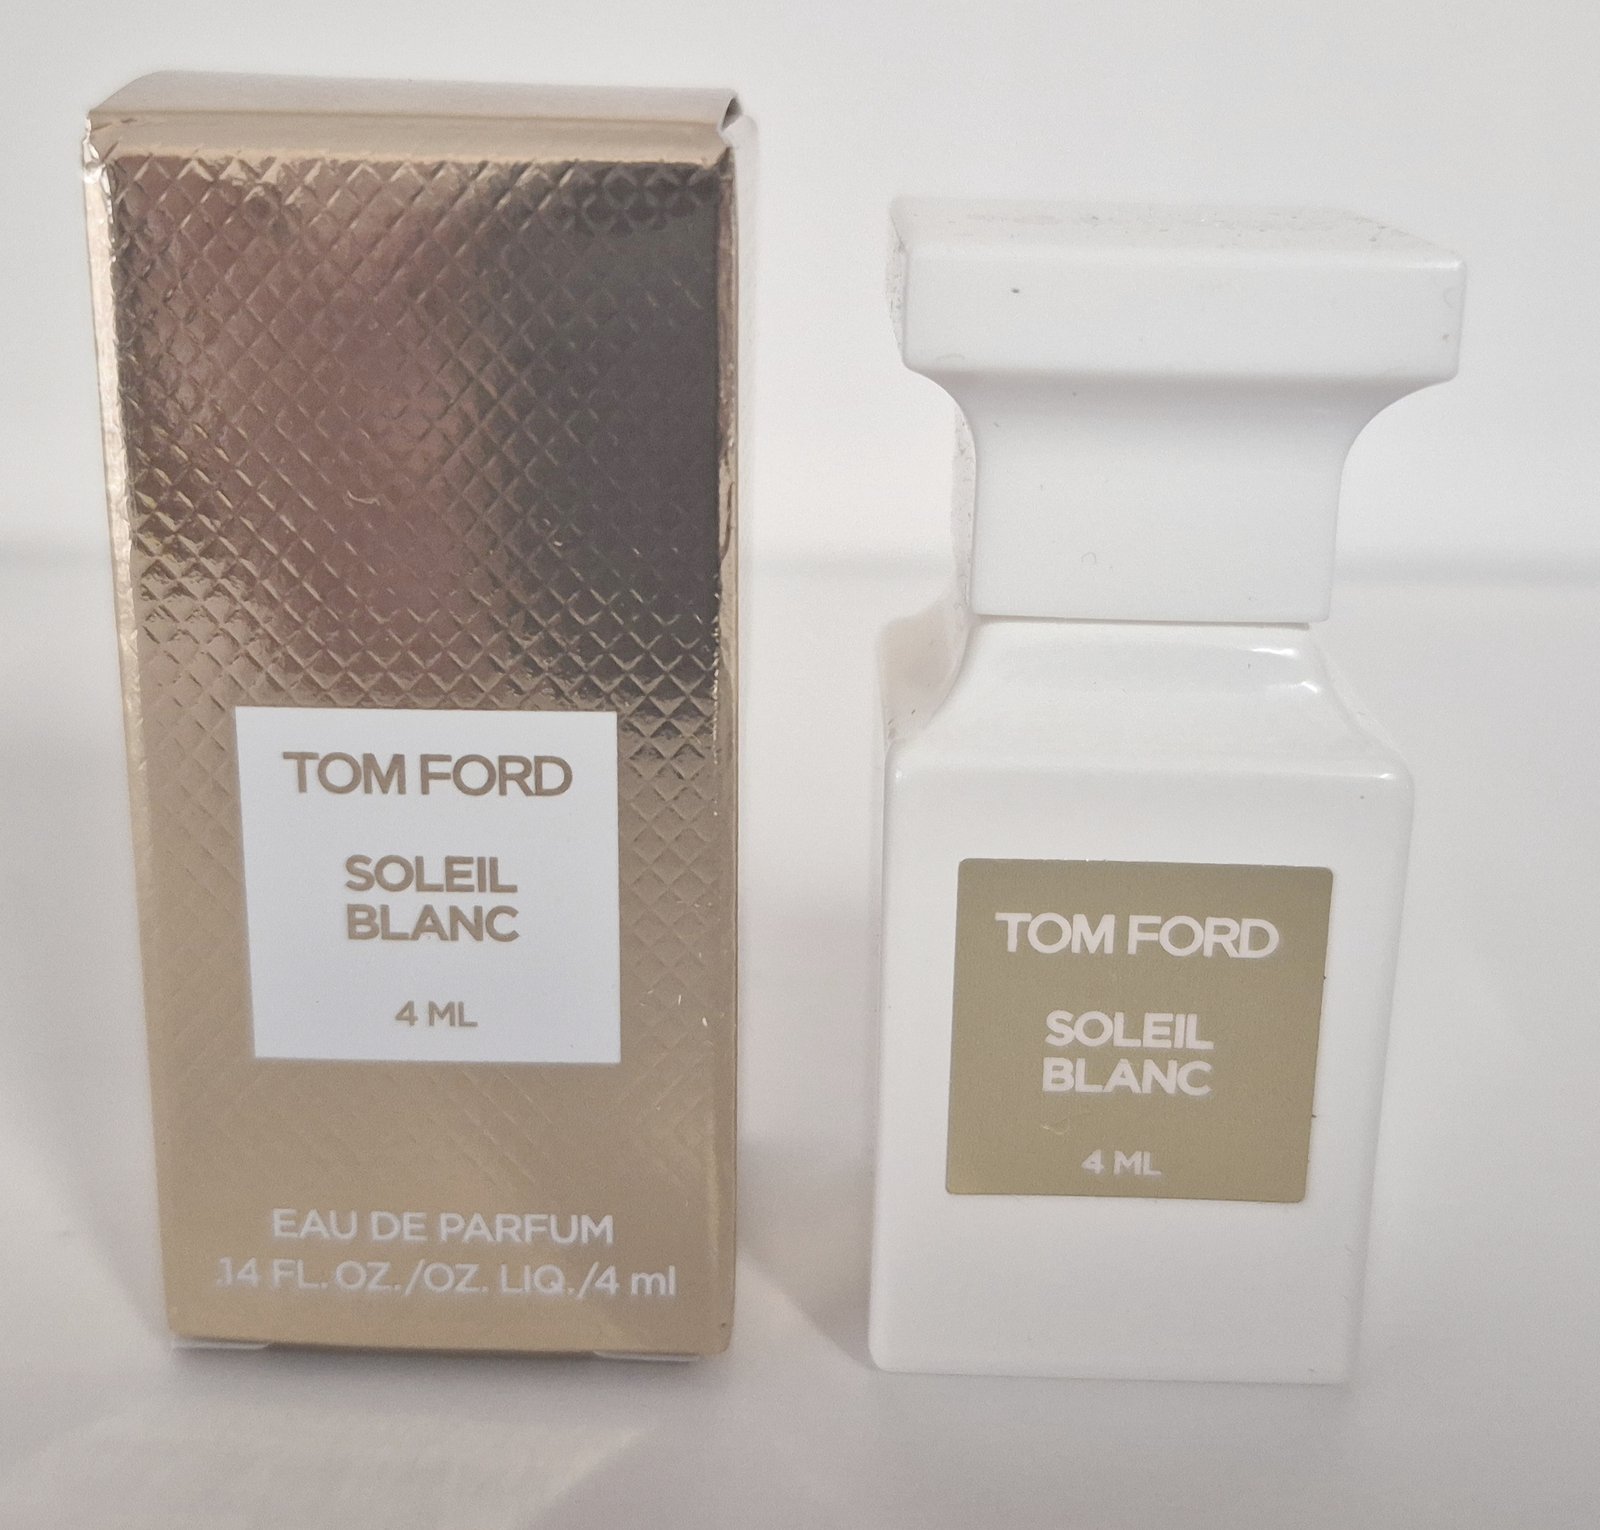 TOM FORD
SOLEIL
BLANC
4 ML
EAU DE PARFUM
.14 FL. OZ./OZ. LIQ./4 ml
TOM FORD
SOLEIL
BLANC
4 ML